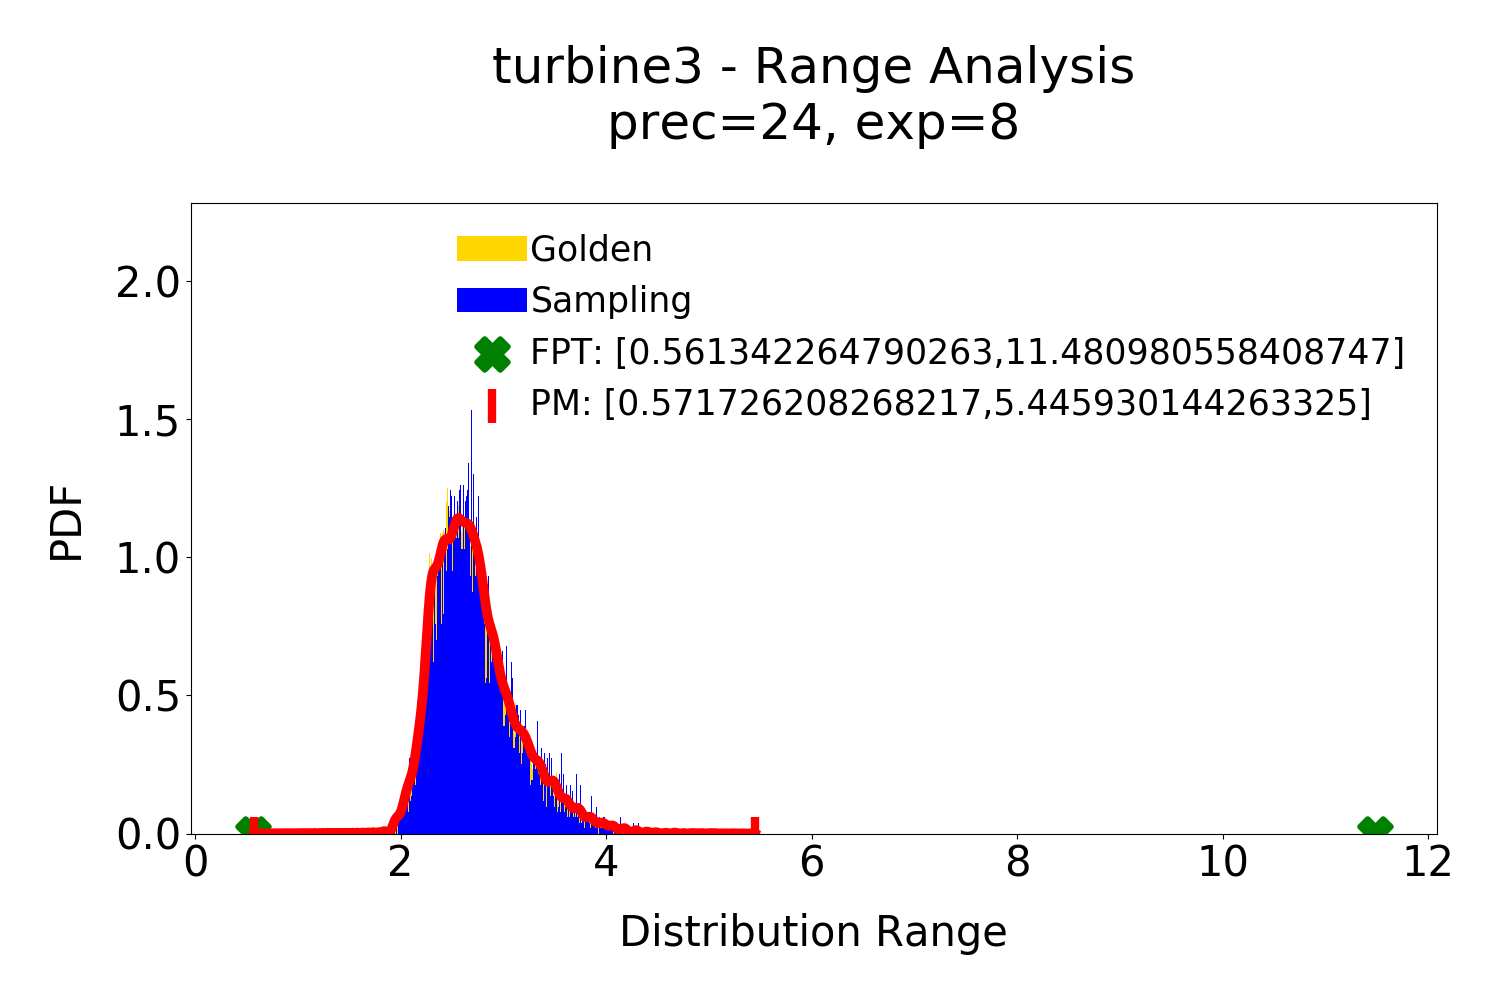 turbine3 - Range Analysis
prec=24, exp=8
Golden
Sampling
FPT: [0.561342264790263,11.480980558408747]
PM: [0.571726208268217,5.445930144263325]
PDF
2.0
1.5
1.0
0.5
0.0
0 2 4 6 8 10 12
Distribution Range